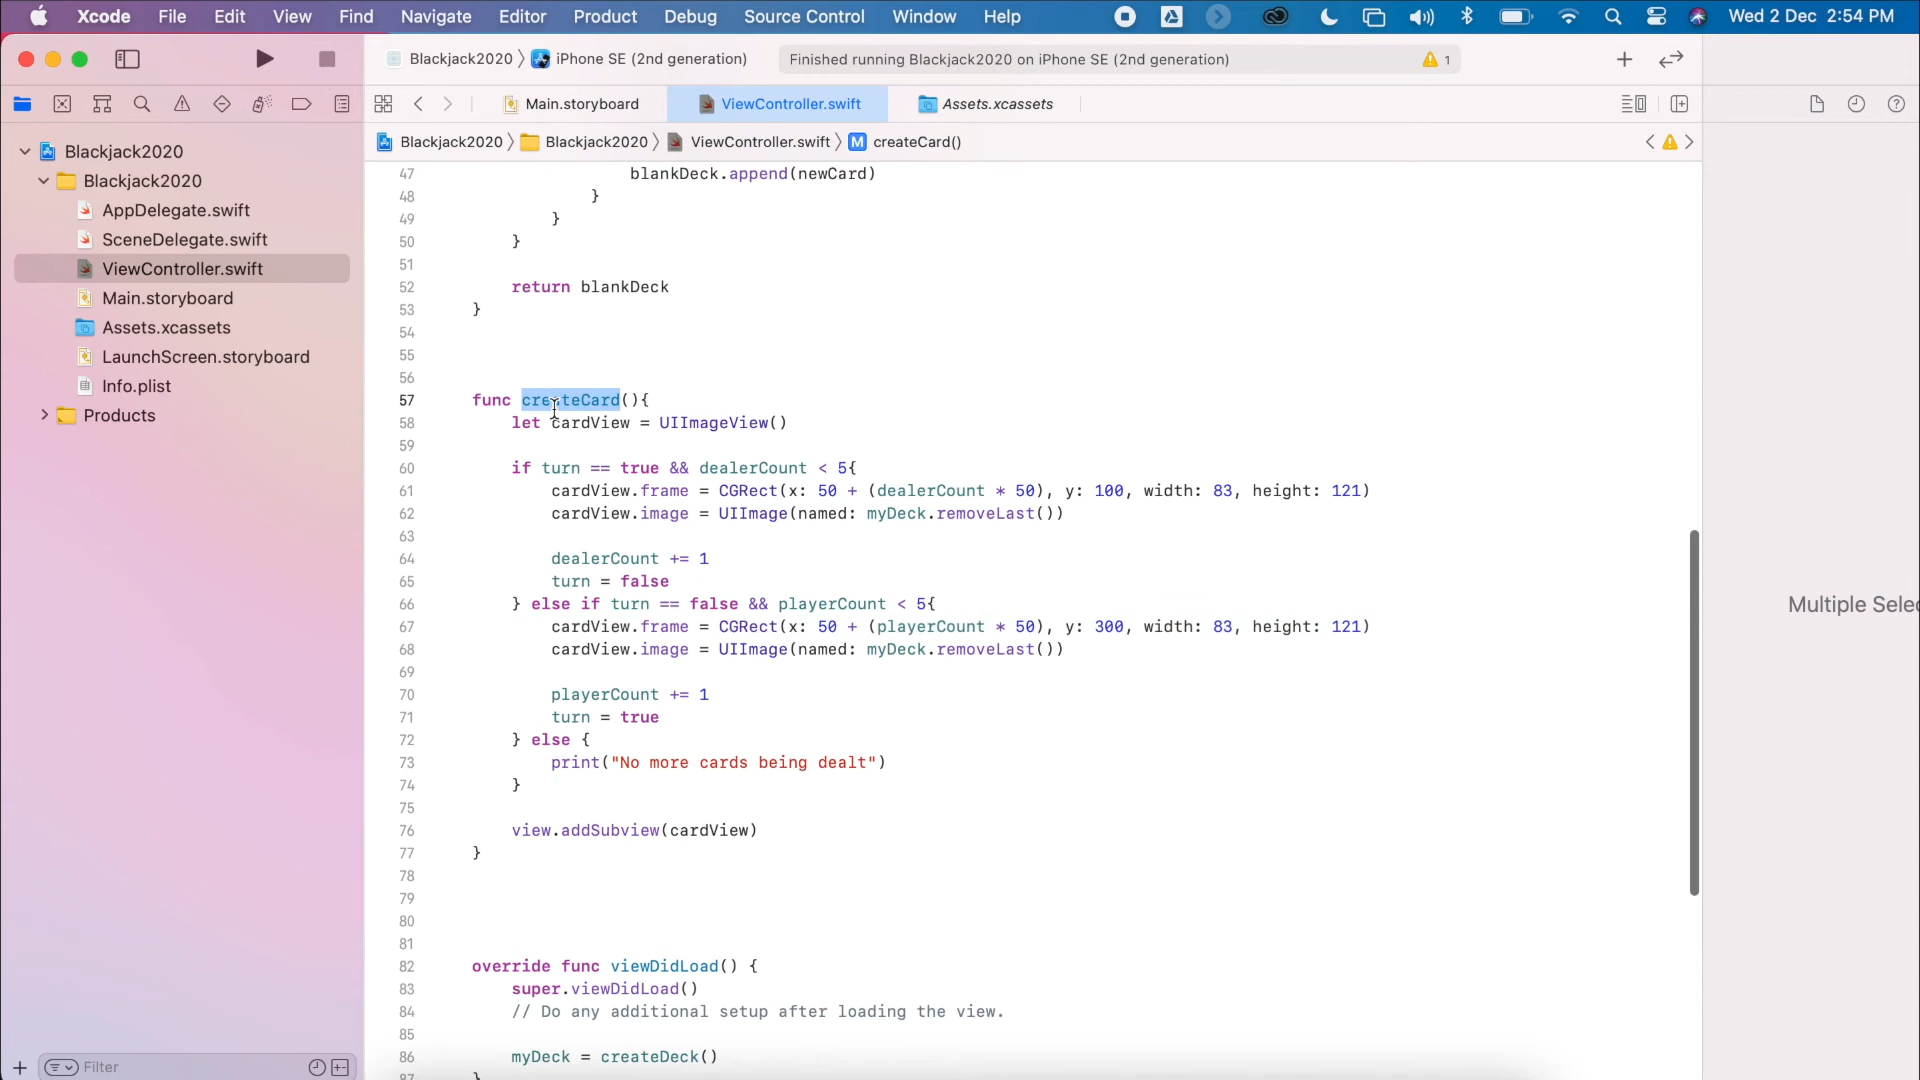 Xcode File Edit View Find Navigate Editor Product Debug Source Control Window Help Wed 2 Dec 2:54 PM
Blackjack2020 〉 iPhone SE (2nd generation) Finished running Blackjack2020 on iPhone SE (2nd generation) 1
Main.storyboard ViewController.swift Assets.xcassets
Blackjack2020 〉 Blackjack2020 〉 ViewController.swift 〉 M createCard()
Blackjack2020
Blackjack2020
AppDelegate.swift
SceneDelegate.swift
ViewController.swift
Main.storyboard
Assets.xcassets
LaunchScreen.storyboard
Info.plist
Products
Filter
47 blankDeck.append(newCard)
48 }
49 }
50 }
51
52 return blankDeck
53 }
54
55
56
57 func createCard(){
58 let cardView = UIImageView()
59
60 if turn == true && dealerCount < 5{
61 cardView.frame = CGRect(x: 50 + (dealerCount * 50), y: 100, width: 83, height: 121)
62 cardView.image = UIImage(named: myDeck.removeLast())
63
64 dealerCount += 1
65 turn = false
66 } else if turn == false && playerCount < 5{
67 cardView.frame = CGRect(x: 50 + (playerCount * 50), y: 300, width: 83, height: 121)
68 cardView.image = UIImage(named: myDeck.removeLast())
69
70 playerCount += 1
71 turn = true
72 } else {
73 print("No more cards being dealt")
74 }
75
76 view.addSubview(cardView)
77 }
78
79
80
81
82 override func viewDidLoad() {
83 super.viewDidLoad()
84 // Do any additional setup after loading the view.
85
86 myDeck = createDeck()
87 }
Multiple Selec